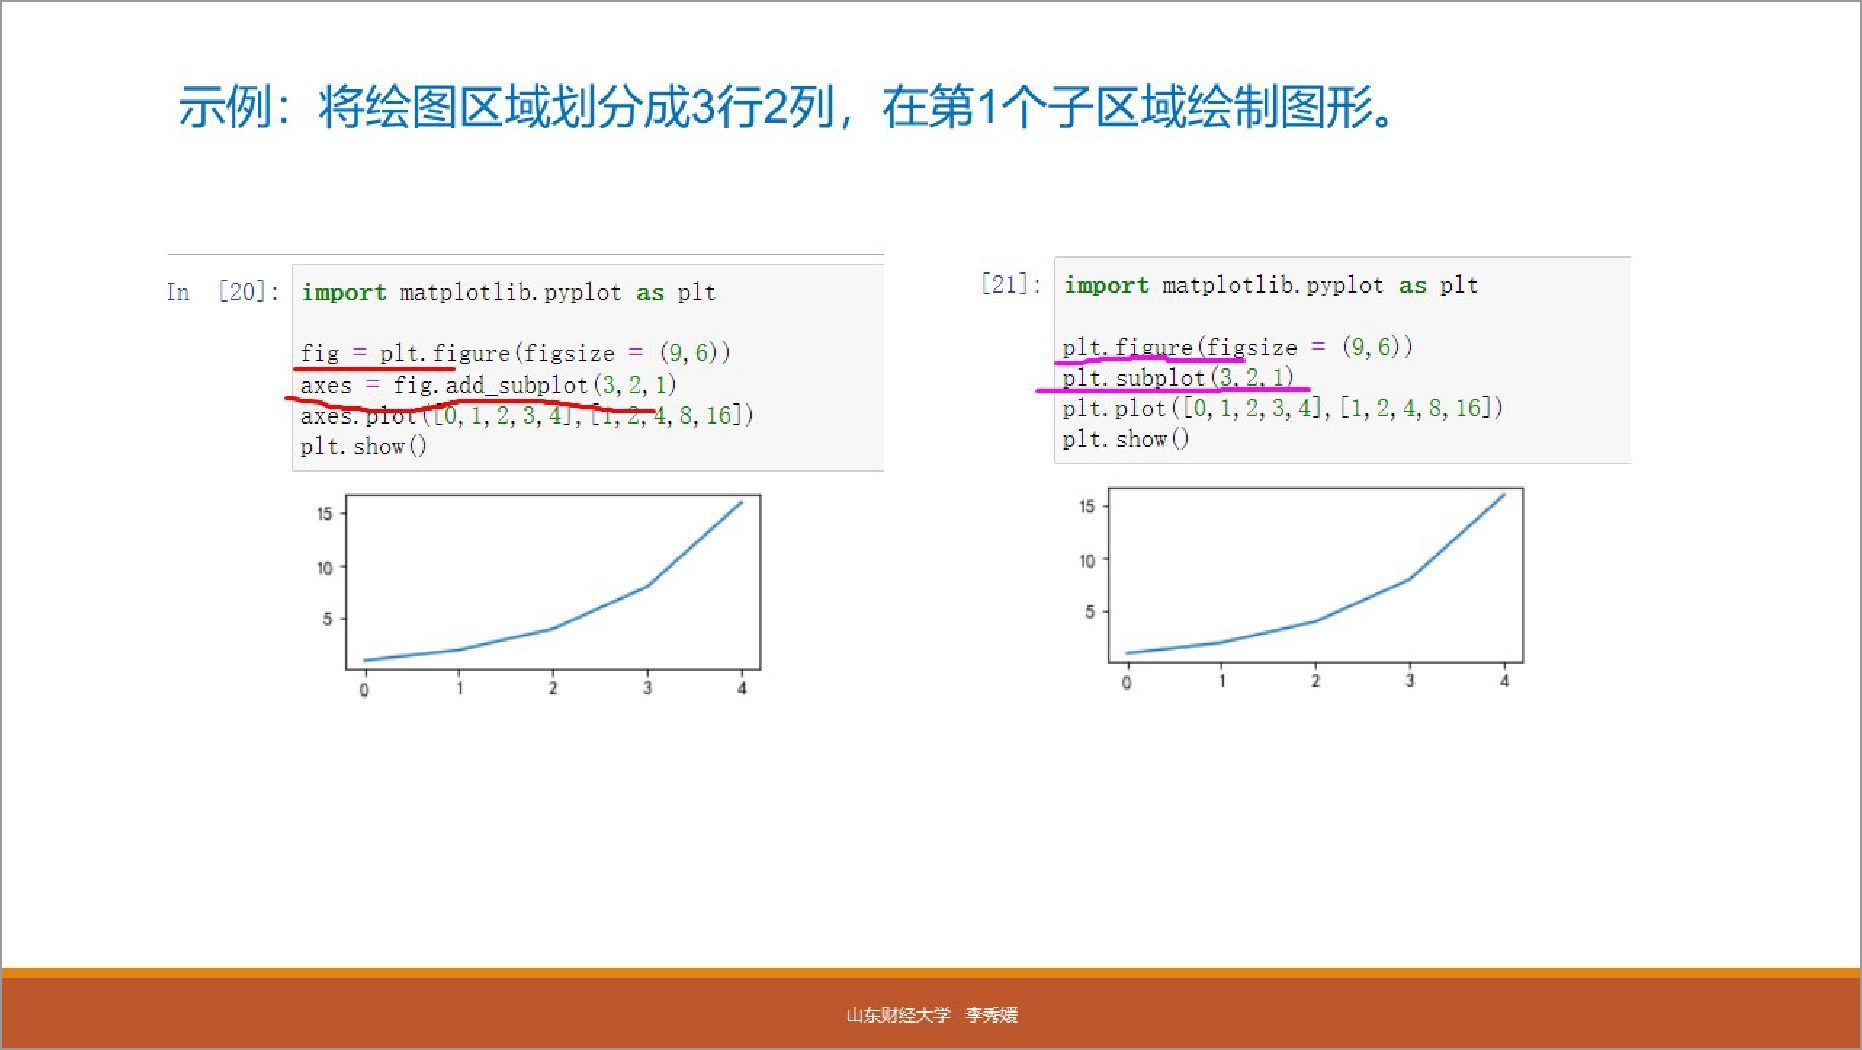 示例：将绘图区域划分成3行2列，在第1个子区域绘制图形。
In [20]:
import matplotlib.pyplot as plt
fig = plt.figure(figsize = (9,6))
axes = fig.add_subplot(3,2,1)
axes.plot([0,1,2,3,4],[1,2,4,8,16])
plt.show()
15
10
5
0 1 2 3 4
[21]:
import matplotlib.pyplot as plt
plt.figure(figsize = (9,6))
plt.subplot(3,2,1)
plt.plot([0,1,2,3,4],[1,2,4,8,16])
plt.show()
15
10
5
0 1 2 3 4
山东财经大学 李秀媛